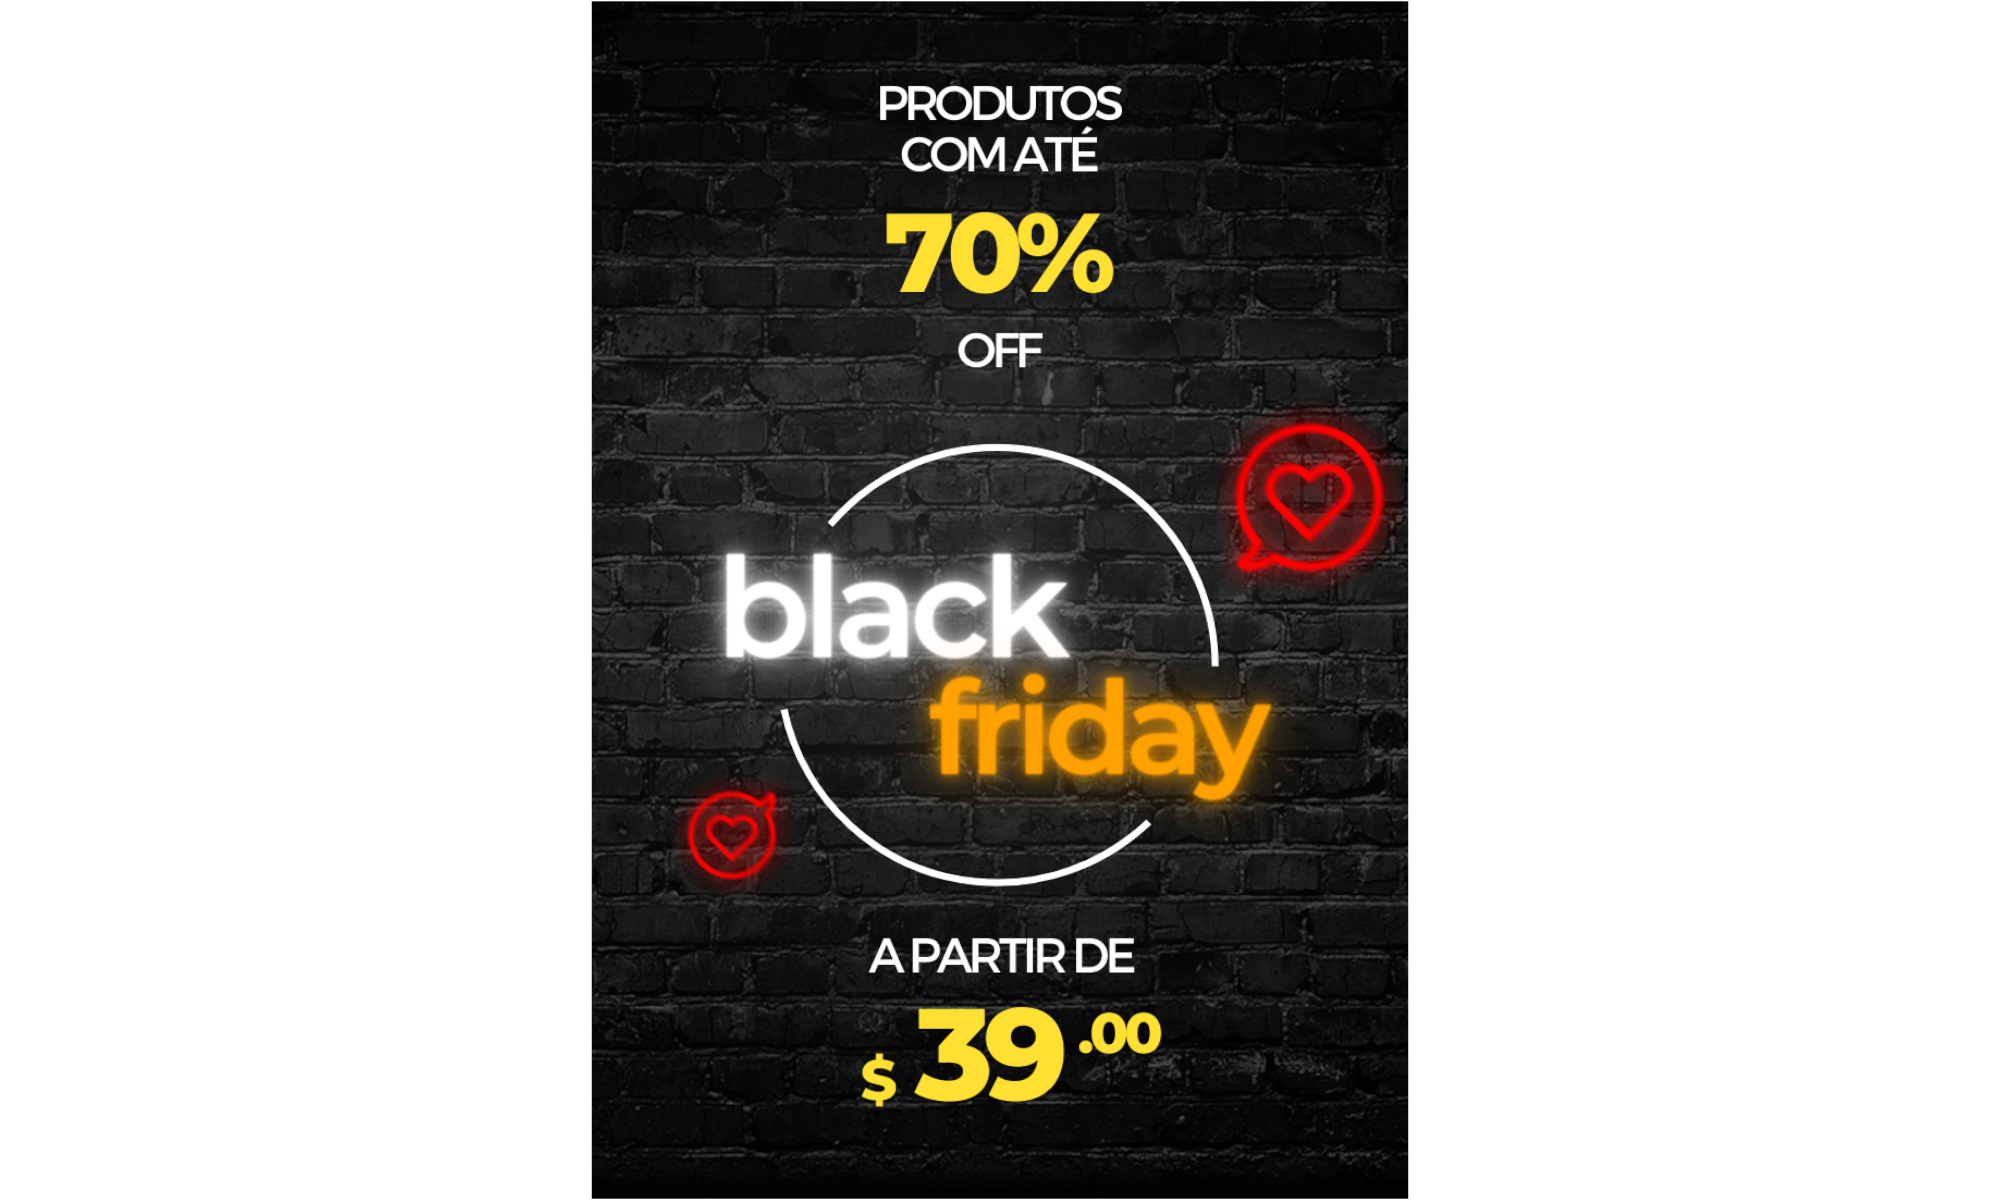 PRODUTOS
COM ATÉ
70%
OFF
black
friday
A PARTIR DE
$ 39 .00